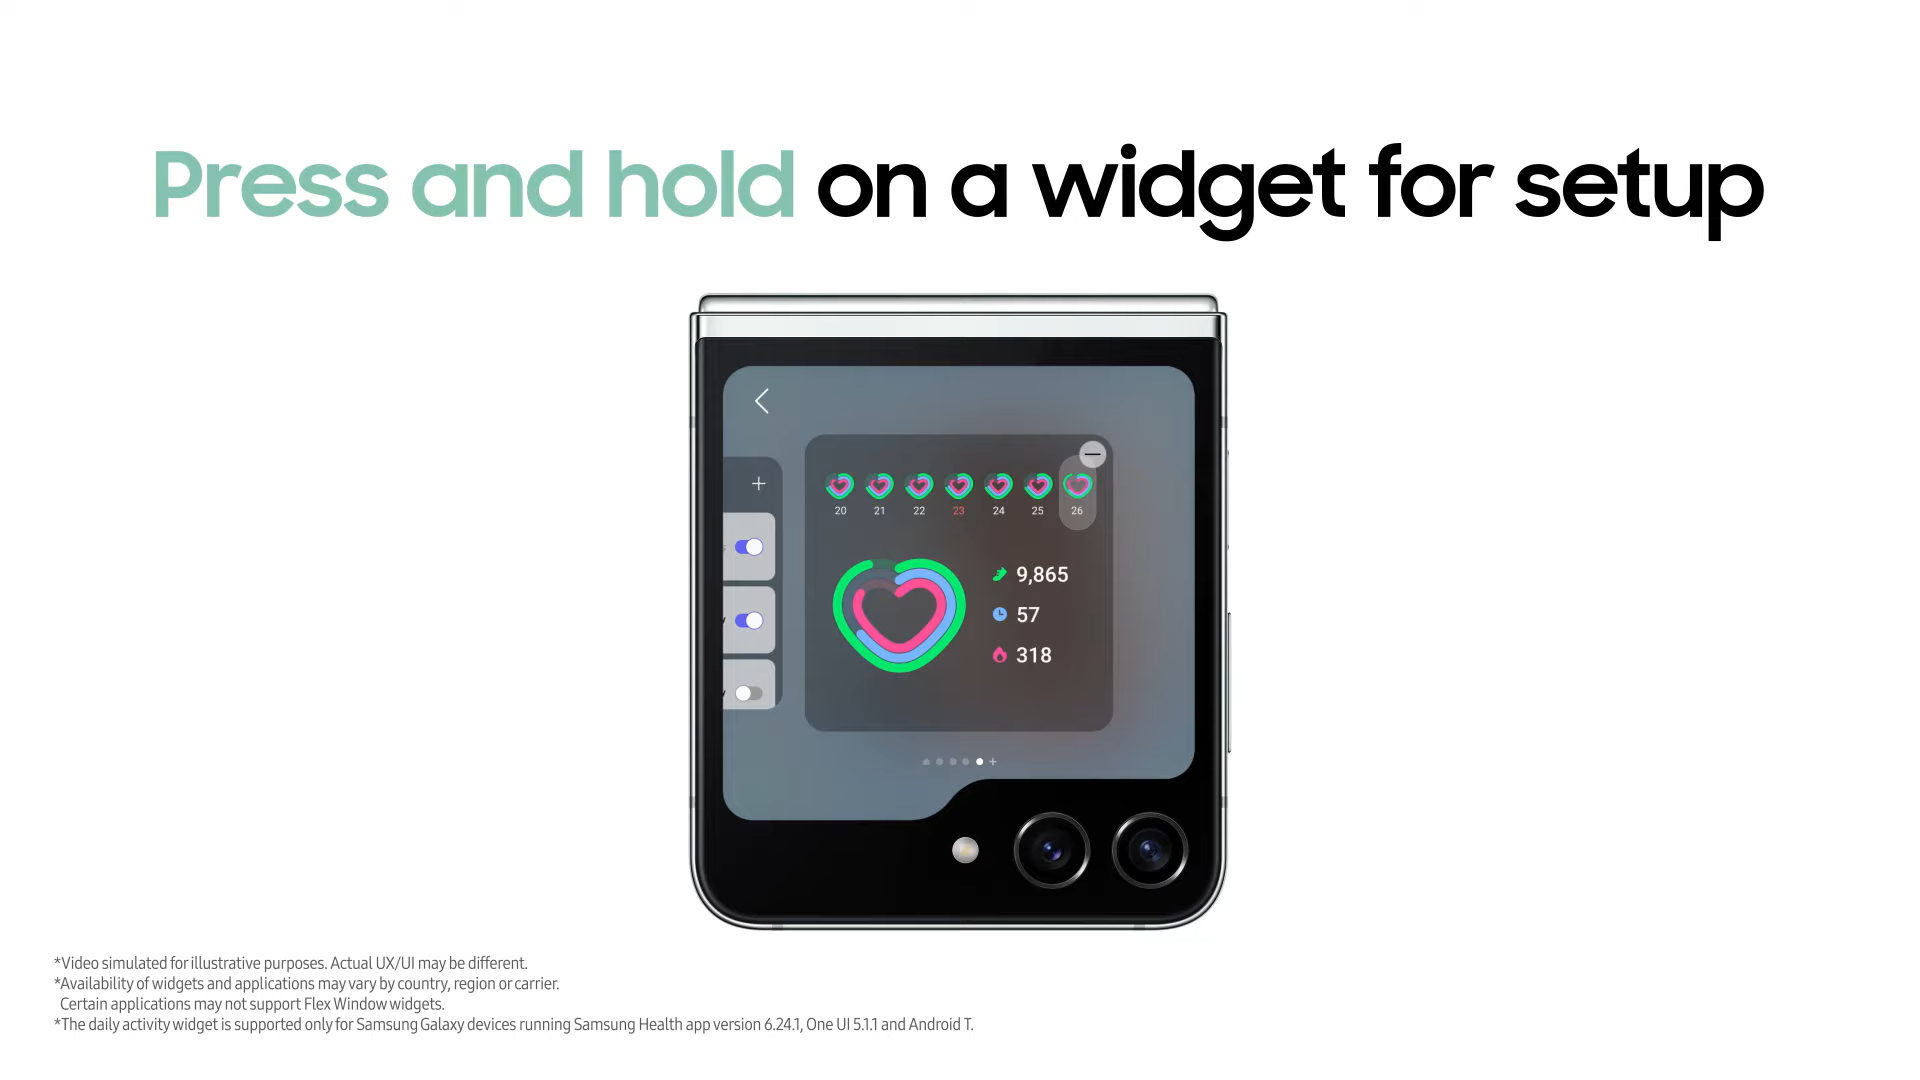 Press and hold on a widget for setup
20 21 22 23 24 25 26
9,865
57
318
*Video simulated for illustrative purposes. Actual UX/UI may be different.
*Availability of widgets and applications may vary by country, region or carrier.
Certain applications may not support Flex Window widgets.
*The daily activity widget is supported only for Samsung Galaxy devices running Samsung Health app version 6.24.1, One UI 5.1.1 and Android T.